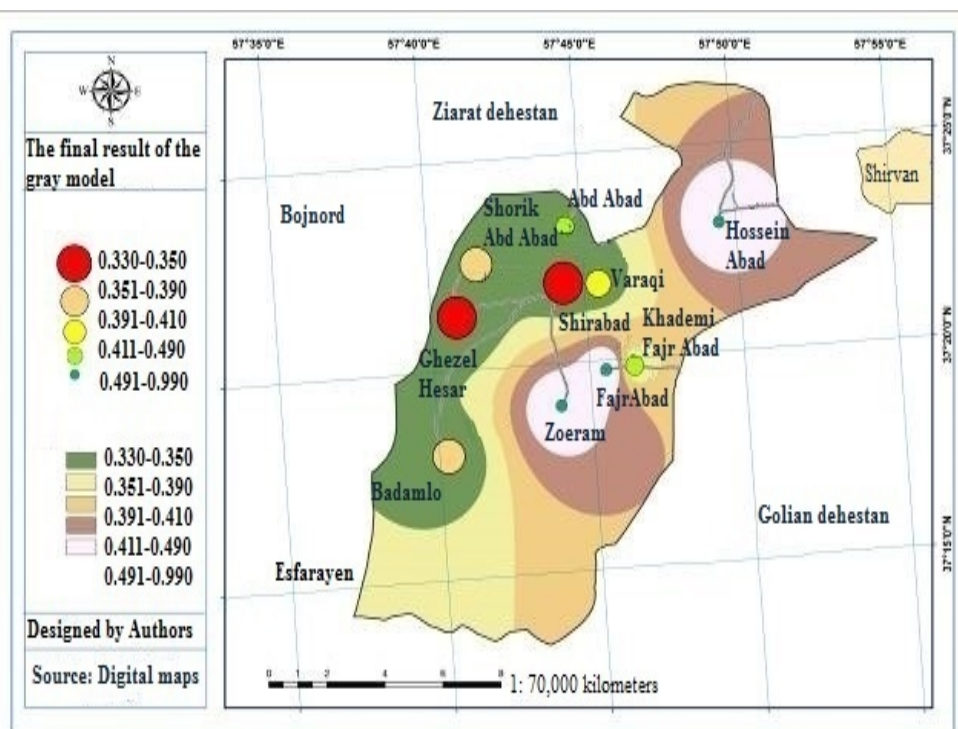 57°35'0"E
57°40'0"E
57°45'0"E
57°50'0"E
57°55'0"E
N
W
E
S
The final result of the
gray model
0.330-0.350
0.351-0.390
0.391-0.410
0.411-0.490
0.491-0.990
0.330-0.350
0.351-0.390
0.391-0.410
0.411-0.490
0.491-0.990
Designed by Authors
Source: Digital maps
Ziarat dehestan
Bojnord
Shorik
Abd Abad
Abd Abad
Shirvan
Hossein
Abad
Varaqi
Shirabad
Khademi
Fajr Abad
Ghezel
Hesar
FajrAbad
Zoeram
Badamlo
Golian dehestan
Esfarayen
37°25'0"N
37°20'0"N
37°15'0"N
0 1 2 4 6 8
1: 70,000 kilometers